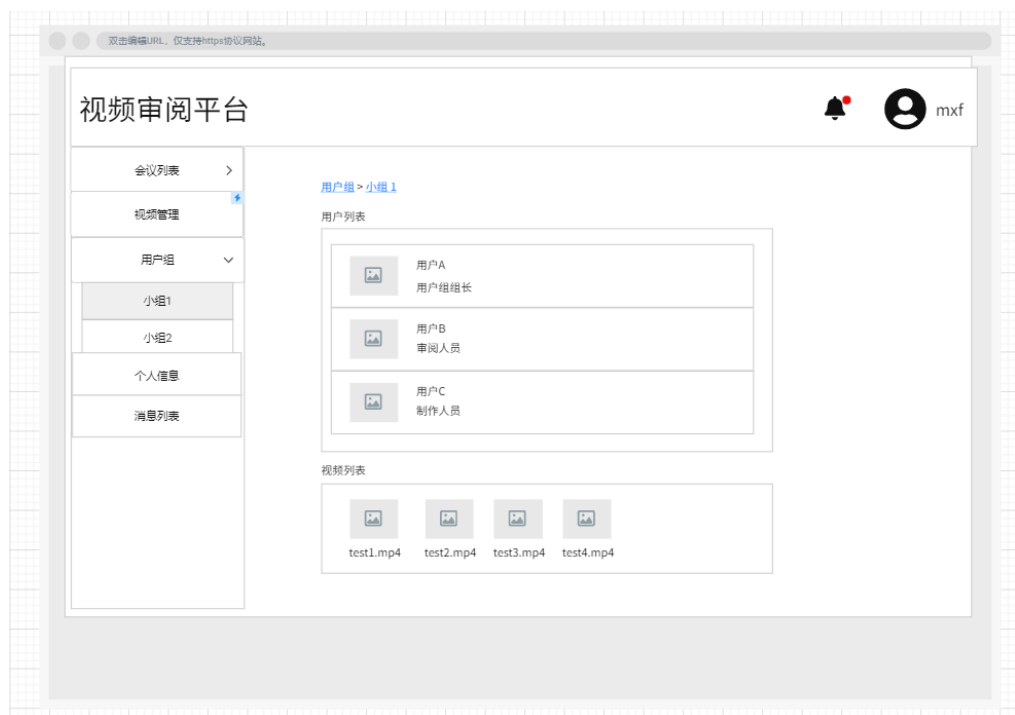 双击编辑URL，仅支持https协议网站。
视频审阅平台
mxf
会议列表
视频管理
用户组
小组1
小组2
个人信息
消息列表
用户组 > 小组 1
用户列表
用户A
用户组组长
用户B
审阅人员
用户C
制作人员
视频列表
test1.mp4 test2.mp4 test3.mp4 test4.mp4